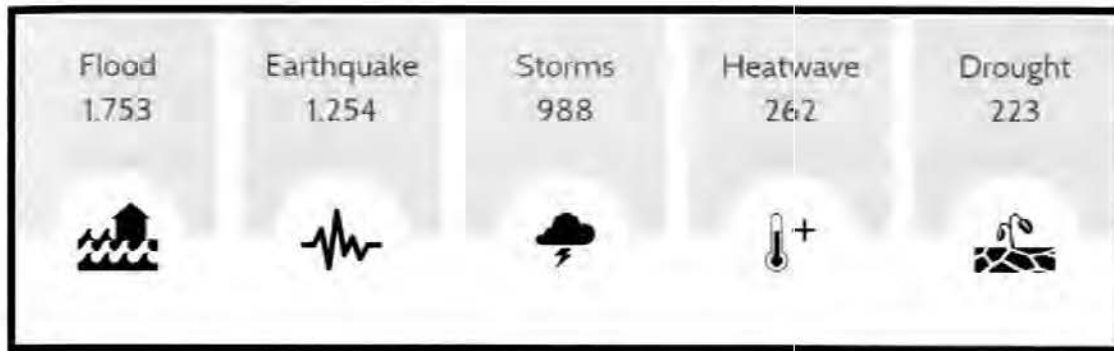 Flood
1.753
Earthquake
1.254
Storms
988
Heatwave
262
Drought
223